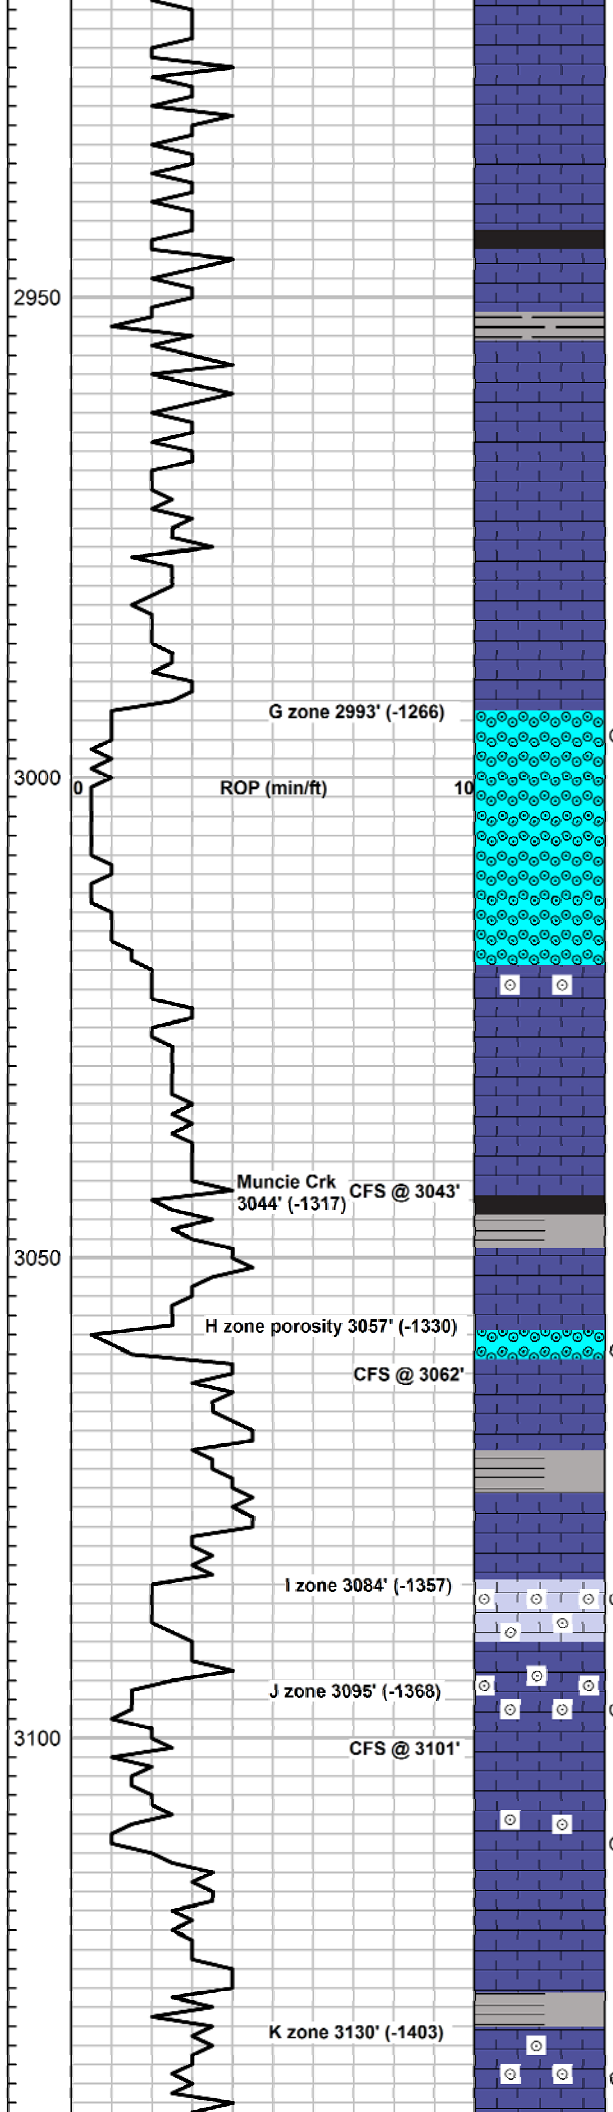 2950
G zone 2993' (-1266)
3000
0 ROP (min/ft) 10
Muncie Crk
CFS @ 3043'
3044' (-1317)
3050
H zone porosity 3057' (-1330)
CFS @ 3062'
I zone 3084' (-1357)
J zone 3095' (-1368)
3100
CFS @ 3101'
K zone 3130' (-1403)